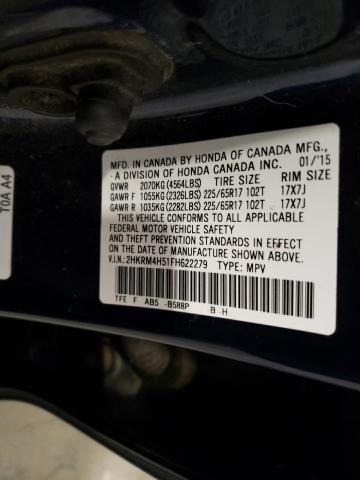 MFD. IN CANADA BY HONDA OF CANADA MFG.,
A DIVISION OF HONDA CANADA INC. 01/'15
GVWR 2070KG(4564LBS) TIRE SIZE RIM SIZE
GAWR F 1055KG(2326LBS)225/65R17 102T 17X7J
GAWR R 1035KG(2282LBS)225/65R17 102T 17X7J
THIS VEHICLE CONFORMS TO ALL APPLICABLE
FEDERAL MOTOR VEHICLE SAFETY STANDARDS IN EFFECT
ON THE DATE OF MANUFACTURE SHOWN ABOVE.
V.I.N:2HKRM4H51FH622279 TYPE: MPV
TFE F AB5 -B588P B -H
T0A A4